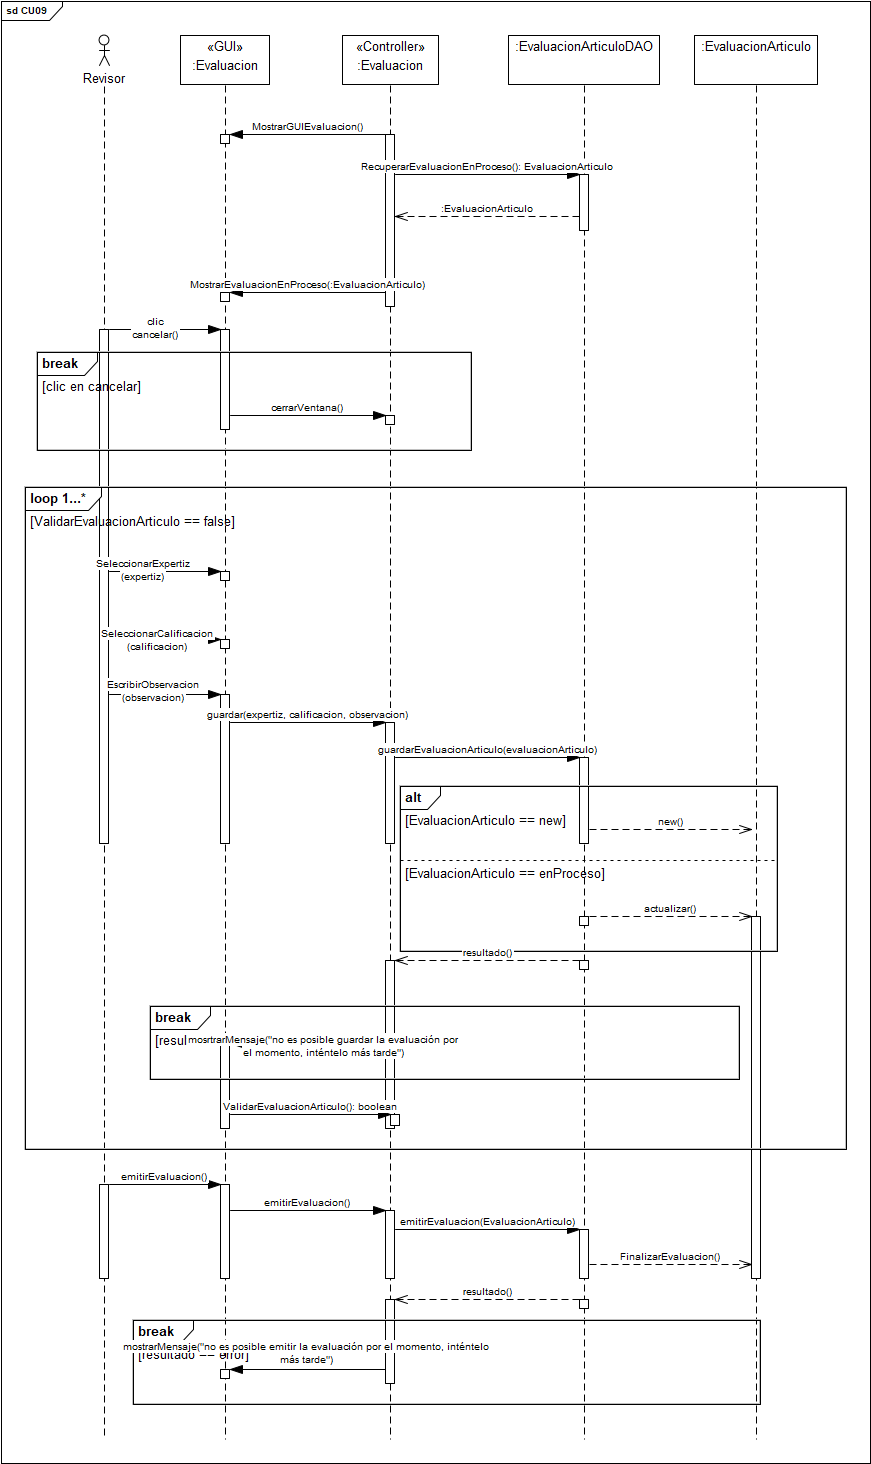 sd CU09
Revisor
«GUI»
:Evaluacion
«Controller»
:Evaluacion
:EvaluacionArticuloDAO
:EvaluacionArticulo
MostrarGUIEvaluacion()
RecuperarEvaluacionEnProceso(): EvaluacionArticulo
:EvaluacionArticulo
MostrarEvaluacionEnProceso(:EvaluacionArticulo)
clic
cancelar()
break
[clic en cancelar]
cerrarVentana()
loop 1...*
[ValidarEvaluacionArticulo == false]
SeleccionarExpertiz
(expertiz)
SeleccionarCalificacion
(calificacion)
EscribirObservacion
(observacion)
guardar(expertiz, calificacion, observacion)
guardarEvaluacionArticulo(evaluacionArticulo)
alt
[EvaluacionArticulo == new]
new()
[EvaluacionArticulo == enProceso]
actualizar()
resultado()
break
mosrtrarMensaje("no es posible guardar la evaluación por
el momento, inténtelo más tarde")
ValidarEvaluacionArticulo(): boolean
emitirEvaluacion()
emitirEvaluacion()
emitirEvaluacion(EvaluacionArticulo)
FinalizarEvaluacion()
resultado()
break
mostrarMensaje("no es posible emitir la evaluación por el momento, inténtelo
más tarde")
[resultado == error]